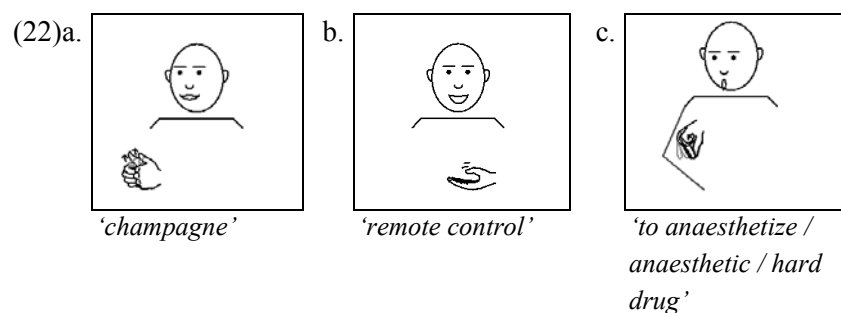 (22)a. b. c.
‘champagne’ ‘remote control’ ‘to anaesthetize /
anaesthetic / hard
drug’